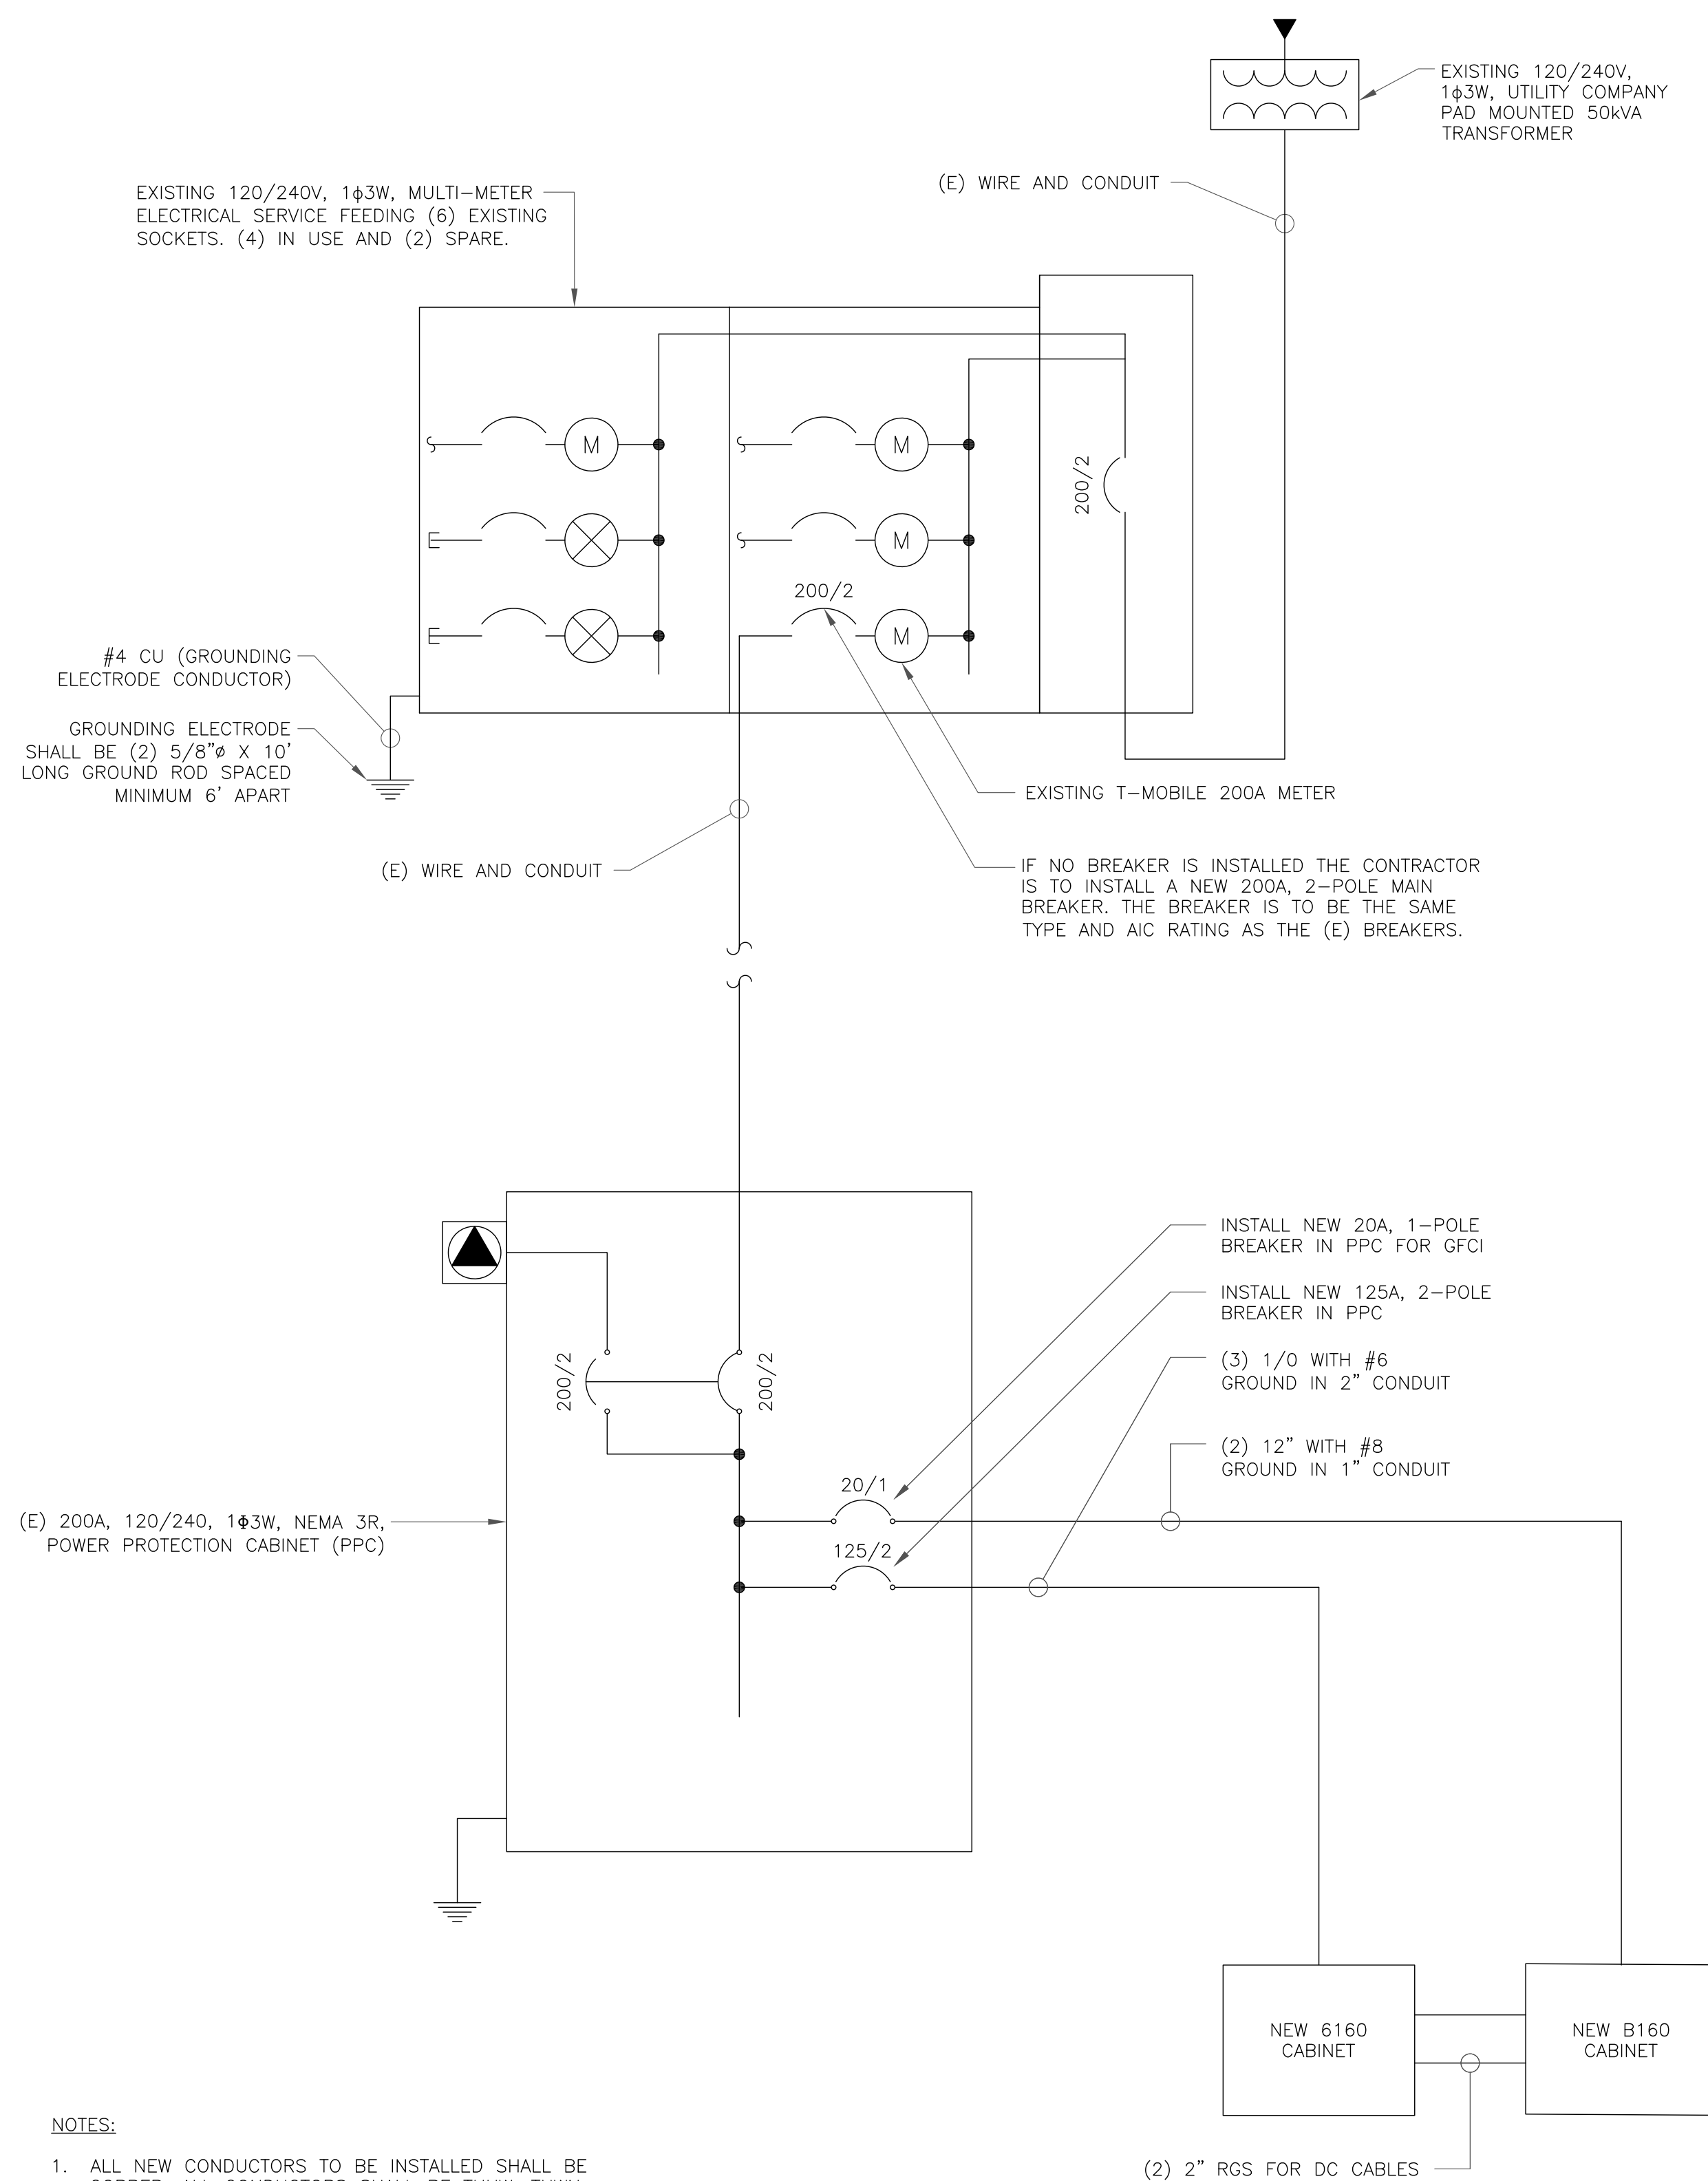 EXISTING 120/240V,
1ϕ3W, UTILITY COMPANY
PAD MOUNTED 50kVA
TRANSFORMER
(E) WIRE AND CONDUIT
EXISTING 120/240V, 1ϕ3W, MULTI-METER
ELECTRICAL SERVICE FEEDING (6) EXISTING
SOCKETS. (4) IN USE AND (2) SPARE.
M
M
200/2
M
200/2
M
#4 CU (GROUNDING
ELECTRODE CONDUCTOR)
GROUNDING ELECTRODE
SHALL BE (2) 5/8"ø X 10'
LONG GROUND ROD SPACED
MINIMUM 6' APART
EXISTING T-MOBILE 200A METER
(E) WIRE AND CONDUIT
IF NO BREAKER IS INSTALLED THE CONTRACTOR
IS TO INSTALL A NEW 200A, 2-POLE MAIN
BREAKER. THE BREAKER IS TO BE THE SAME
TYPE AND AIC RATING AS THE (E) BREAKERS.
INSTALL NEW 20A, 1-POLE
BREAKER IN PPC FOR GFCI
INSTALL NEW 125A, 2-POLE
BREAKER IN PPC
200/2
200/2
(3) 1/0 WITH #6
GROUND IN 2" CONDUIT
(2) 12" WITH #8
GROUND IN 1" CONDUIT
20/1
(E) 200A, 120/240, 1ϕ3W, NEMA 3R,
POWER PROTECTION CABINET (PPC)
125/2
NEW 6160
CABINET
NEW B160
CABINET
NOTES:
1. ALL NEW CONDUCTORS TO BE INSTALLED SHALL BE
(2) 2" RGS FOR DC CABLES